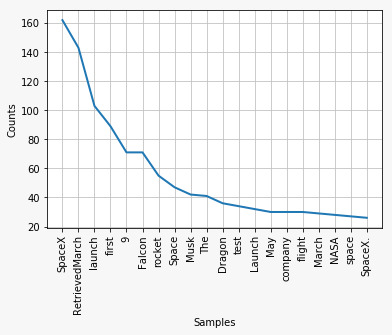 160
140
120
100
80
60
40
20
Counts
SpaceX
RetrievedMarch
launch
first
9
Falcon
rocket
Space
Musk
The
Dragon
test
Launch
May
company
flight
March
NASA
space
SpaceX.
Samples